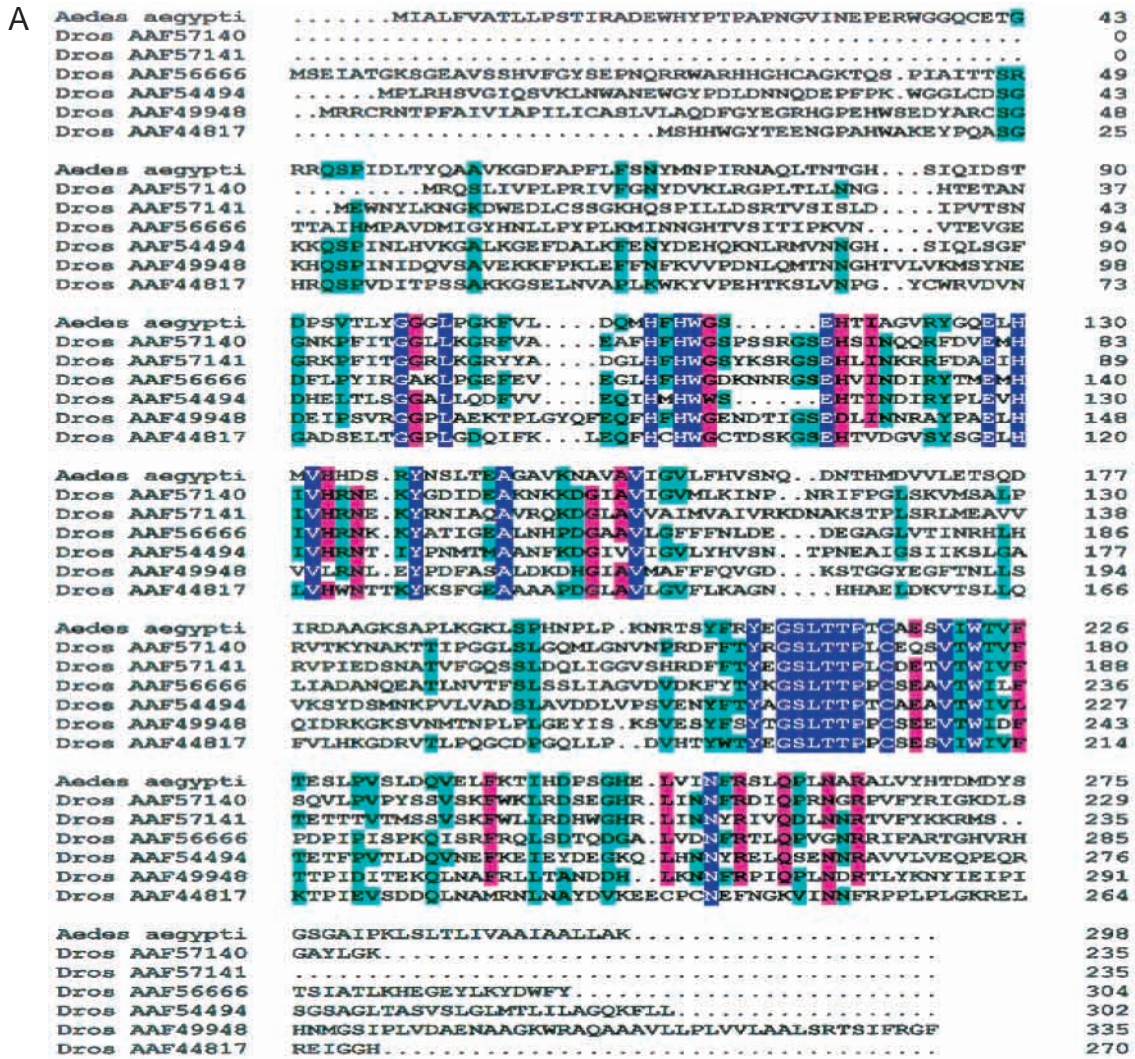 A
Aedes aegypti .......MIALFVATLLPSTIRADEWHYPTPAPNGVINEPERWGGQCETG 43
Dros AAF57140 .................................................. 0
Dros AAF57141 .................................................. 0
Dros AAF56666 MSEIATGKSGEAVSSHVFGYSEPNQRRWARHHGHCAGKTQS.PIAITTSR 49
Dros AAF54494 ......MPLRHSVGIQSVKLNWANEWGYPDLDNNQDEPFPK.WGGLCDSG 43
Dros AAF49948 ..MRRCRNTPFAIVIAPILICASLVLAQDFGYEGRHGPEHWSEDYARCSG 48
Dros AAF44817 .........................MSHHWGYTEENGPAHWAKEYPQASG 25
Aedes aegypti RRQSPIDLTYQAAVKGDFAPFLFSNYMNPIRNAQLTNTGH...SIQIDST 90
Dros AAF57140 .........MRQSLIVPLPRIVFGNYDVKLRGPLTLLNNG...HTETAN 37
Dros AAF57141 ...MEWNYLKNGKDWEDLCSSGKHQSPILLDSRTVSISLD....IPVTSN 43
Dros AAF56666 TTAIHMPAVDMIGYHNLLPYPLKMINNGHTVSITIPKVN.....VTEVGE 94
Dros AAF54494 KKQSPINLHVKGALKGEFDALKFENYDEHQKNLRMVNNGH...SIQLSGF 90
Dros AAF49948 KHQSPINIDQVSAVEKKFPKLEFFNFKVVPDNLQMTNNGHTVLVKMSYNE 98
Dros AAF44817 HRQSPVDITPSSAKKGSELNVAPLKWKYVPEHTKSLVNPG..YCWRVDVN 73
Aedes aegypti DPSVTLYGGGLPGKFVL....DQMHFHWGS......EHTIAGVRYGQELH 130
Dros AAF57140 GNKPFITGGLLKGRFVA....EAFHFHWGSPSSRGSEHSINQQRFDVEMH 83
Dros AAF57141 GRKPFITGGRLKGRYYA....DGLHFHWGSYKSRGSEHLINKRRFDAEIH 89
Dros AAF56666 DFLPYIRGAKLPGEFEV....EGLHFHWGDKNNRGSEHVINDIRYTMEMH 140
Dros AAF54494 DHELTLSGGALLQDFVV....EQIHMHWWS......EHTINDIRYPLEVH 130
Dros AAF49948 DEIPSVRGGPLAEKTPLGYQFEQFHFHWGENDTIGSEDLINNRAYPAELH 148
Dros AAF44817 GADSELTGGPLGDQIFK...LEQFHCHWGCTDSKGSEHTVDGVSYSGELH 120
Aedes aegypti MVHHDS.RYNSLTEAGAVKNAVAVIGVLFHVSNQ..DNTHMDVVLETSQD 177
Dros AAF57140 IVHRNE.KYGDIDEAKNKKDGIAVIGVMLKINP..NRIFPGLSKVMSALP 130
Dros AAF57141 IVHRNE.KYRNIAQAVRQKDGLAVVAIMVAIVRKDNAKSTPLSRLMEAVV 138
Dros AAF56666 IVHRNK.KYATIGEALNHPDGAAVLGFFFNLDE..DEGAGLVTINRHLH 186
Dros AAF54494 IVHRNT.IYPNMTMAANFKDGIVVIGVLYHVSN..TPNEAIGSIIKSLGA 177
Dros AAF49948 VVLRNL.EYPDFASALDKDHGIAVMAFFFQVGD...KSTGGYEGFTNLLS 194
Dros AAF44817 LVHWNTTKYKSFGEAAAAPDGLAVLGVFLKAGN...HHAELDKVTSLLQ 166
Aedes aegypti IRDAAGKSAPLKGKLSPHNPLP.KNRTSYFRYEGSLTTPTCAESVIWTVF 226
Dros AAF57140 RVTKYNAKTTIPGGLSLGQMLGNVNPRDFFTYRGSLTTPLCEQSVTWTVF 180
Dros AAF57141 RVPIEDSNATVFGQSSLDQLIGGVSHRDFFTYEGSLTTPLCDETVTWIVF 188
Dros AAF56666 LIADANQEATLNVTFSLSSLIAGVDVDKFYTYKGSLTTPPCSEAVTWILF 236
Dros AAF54494 VKSYDSMNKPVLVADSLAVDDLVPSVENYFTYAGSLTTPTCAEAVTWIVL 227
Dros AAF49948 QIDRKGKSVNMTNPLPLGEYIS.KSVESYFSYTGSLTTPPCSEEVTWIDF 243
Dros AAF44817 FVLHKGDRVTLPQGCDPGQLLP..DVHTYWTYEGSLTTPPCSESVIWIVF 214
Aedes aegypti TESLPVSLDQVELFKTIHDPSGHE.LVINFRSLQPLNARALVYHTDMDYS 275
Dros AAF57140 SQVLPVPYSSVSKFWKLRDSEGHR.LINNFRDIQPRNGRPVFYRIGKDLS 229
Dros AAF57141 TETTTVTMSSVSKFWLLRDHWGHR.LINNYRIVQDLNNRTVFYKKRMS.. 235
Dros AAF56666 PDPIPISPKQISRFRQLSDTQDGA.LVDNFRTLQPVGNRRIFARTGHVRH 285
Dros AAF54494 TETFPVTLDQVNEFKEIEYDEGKQ.LHNNYRELQSENNRAVVLVEQPEQR 276
Dros AAF49948 TTPIDITEKQLNAFRLLTANDDH..LKNNFRPIQPLNDRTLYKNYIEIPI 291
Dros AAF44817 KTPIEVSDDQLNAMRNLNAYDVKEECPCNEFNGKVINNFRPPLPLGKREL 264
Aedes aegypti GSGAIPKLSLTLIVAAIAALLAK..................... 298
Dros AAF57140 GAYLGK...................................... 235
Dros AAF57141 ............................................ 235
Dros AAF56666 TSIATLKHEGEYLKYDWFY......................... 304
Dros AAF54494 SGSAGLTASVSLGLMTLILAGQKFLL.................. 302
Dros AAF49948 HNMGSIPLVDAENAAGKWRAQAAAVLLPLVVLAALSRTSIFRGF 335
Dros AAF44817 REIGGH...................................... 270